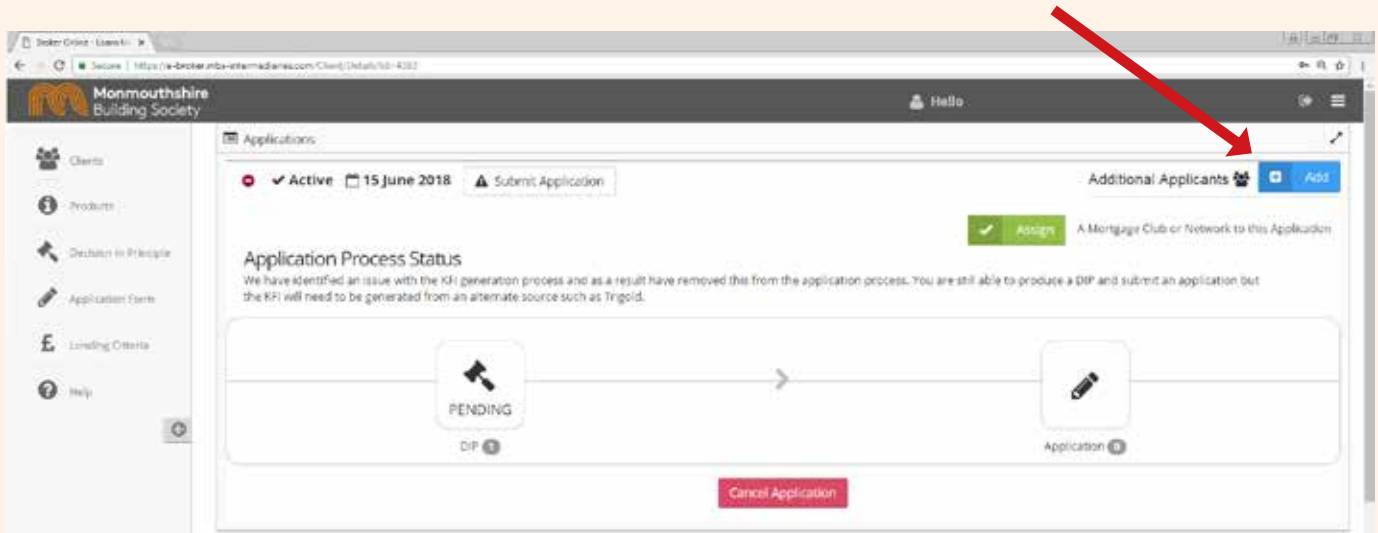 Broker Online - Loans
Secure | https://e-broker.mbs-intermediaries.com/Client/Details?id=4383
Monmouthshire
Building Society
Hello
Applications
Clients
Active 15 June 2018 Submit Application
Additional Applicants Add
Products
Assign A Mortgage Club or Network to this Application
Decision in Principle
Application Process Status
We have identified an issue with the KFI generation process and as a result have removed this from the application process. You are still able to produce a DIP and submit an application but
the KFI will need to be generated from an alternate source such as Trigold.
Application Form
Lending Criteria
Help
PENDING
DIP 1
Application 0
Cancel Application